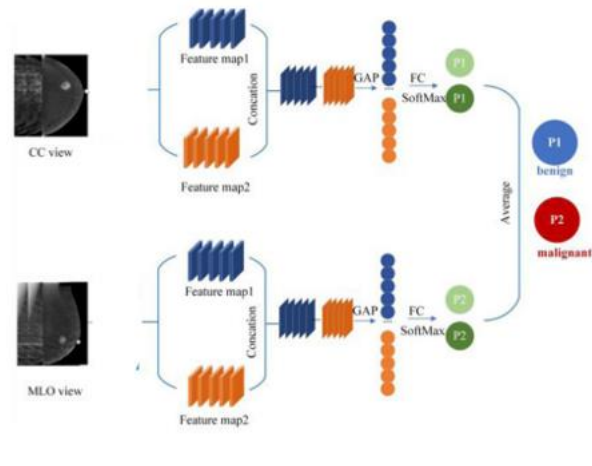 Feature map1
Concation
GAP
FC
SoftMax
P1
P1
CC view
Feature map2
P1
benign
Average
P2
malignant
Feature map1
Concation
GAP
FC
SoftMax
P2
P2
MLO view
Feature map2